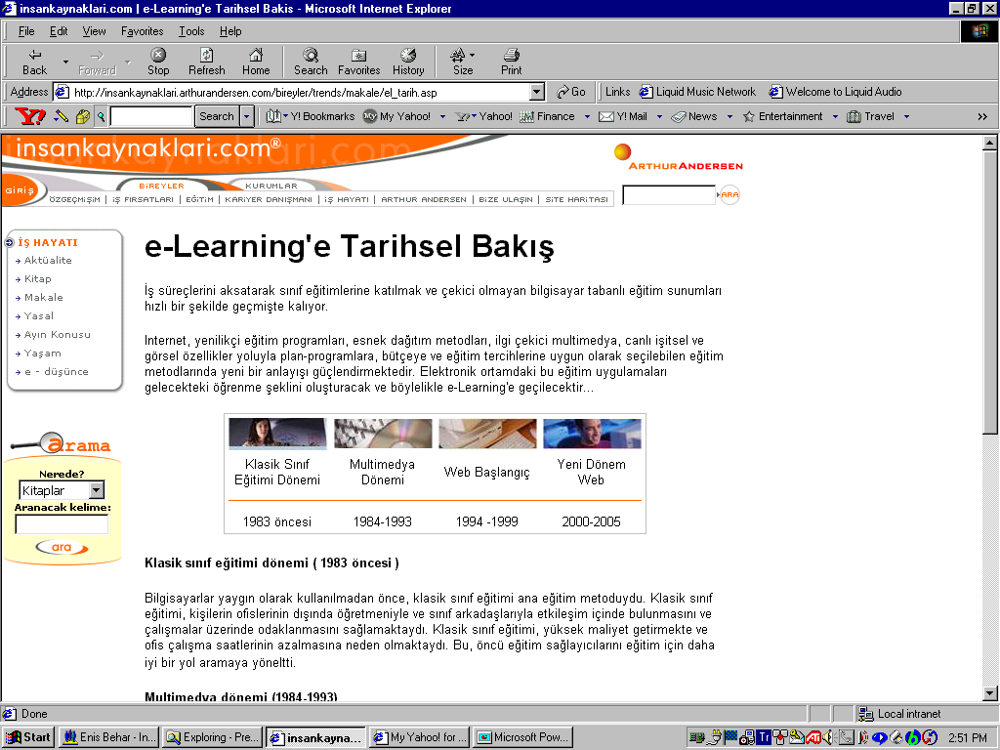 insankaynaklari.com | e-Learning'e Tarihsel Bakis - Microsoft Internet Explorer
File Edit View Favorites Tools Help
Back Forward Stop Refresh Home Search Favorites History Size Print
Address http://insankaynaklari.arthurandersen.com/bireyler/trends/makale/el_tarih.asp Go Links Liquid Music Network Welcome to Liquid Audio
Y! Search Y! Bookmarks My Yahoo! Yahoo! Finance Y! Mail News Entertainment Travel »
insankaynaklari.com®
ARTHURANDERSEN
GİRİŞ BİREYLER KURUMLAR
ÖZGEÇMİŞİM | İŞ FIRSATLARI | EĞİTİM | KARİYER DANIŞMANI | İŞ HAYATI | ARTHUR ANDERSEN | BİZE ULAŞIN | SİTE HARİTASI ARA
İŞ HAYATI
Aktüalite
Kitap
Makale
Yasal
Ayın Konusu
Yaşam
e - düşünce
arama
Nerede?
Kitaplar
Aranacak kelime:
ara
e-Learning'e Tarihsel Bakış
İş süreçlerini aksatarak sınıf eğitimlerine katılmak ve çekici olmayan bilgisayar tabanlı eğitim sunumları
hızlı bir şekilde geçmişte kalıyor.
Internet, yenilikçi eğitim programları, esnek dağıtım metodları, ilgi çekici multimedya, canlı işitsel ve
görsel özellikler yoluyla plan-programlara, bütçeye ve eğitim tercihlerine uygun olarak seçilebilen eğitim
metodlarında yeni bir anlayışı güçlendirmektedir. Elektronik ortamdaki bu eğitim uygulamaları
gelecekteki öğrenme şeklini oluşturacak ve böylelikle e-Learning'e geçilecektir...
Klasik Sınıf Eğitimi Dönemi Multimedya Dönemi Web Başlangıç Yeni Dönem Web
1983 öncesi 1984-1993 1994 -1999 2000-2005
Klasik sınıf eğitimi dönemi ( 1983 öncesi )
Bilgisayarlar yaygın olarak kullanılmadan önce, klasik sınıf eğitimi ana eğitim metoduydu. Klasik sınıf
eğitimi, kişilerin ofislerinin dışında öğretmeniyle ve sınıf arkadaşlarıyla etkileşim içinde bulunmasını ve
çalışmalar üzerinde odaklanmasını sağlamaktaydı. Klasik sınıf eğitimi, yüksek maliyet getirmekte ve
ofis çalışma saatlerinin azalmasına neden olmaktaydı. Bu, öncü eğitim sağlayıcılarını eğitim için daha
iyi bir yol aramaya yöneltti.
Multimedya dönemi (1984-1993)
Done Local intranet
Start Enis Behar - In... Exploring - Pre... insankayna... My Yahoo! for ... Microsoft Pow... Tr 2:51 PM